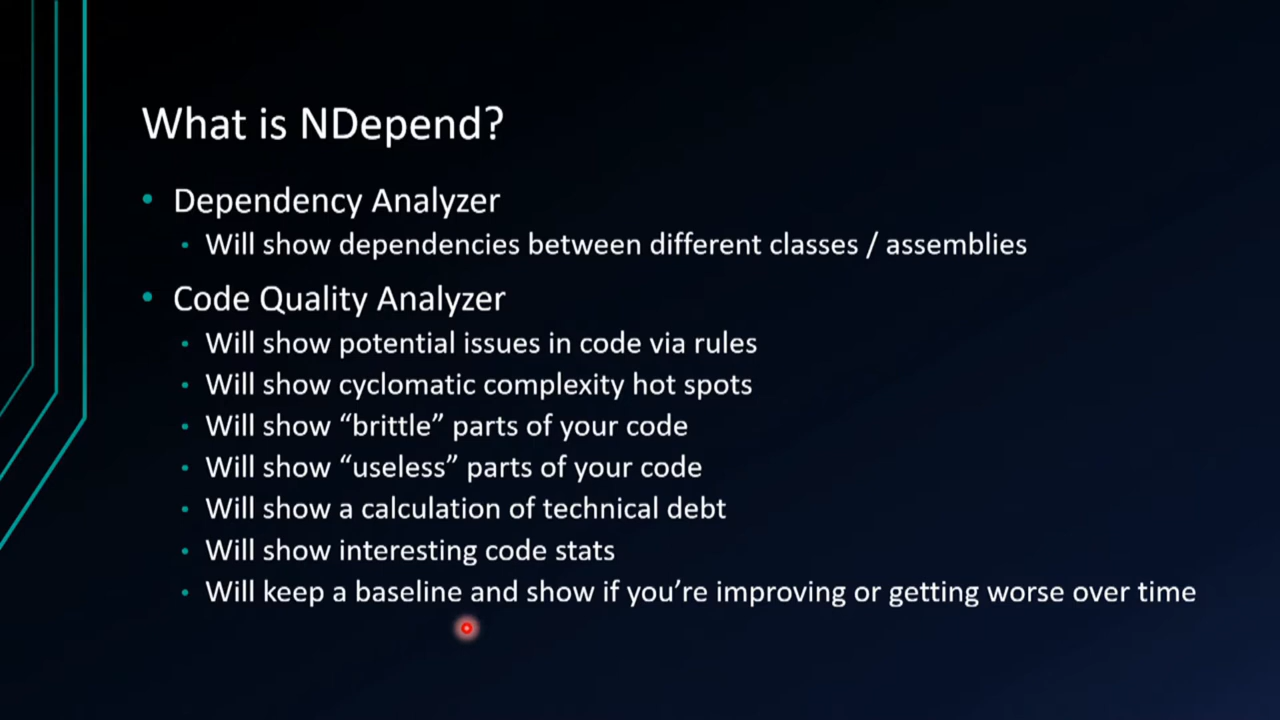 What is NDepend?
• Dependency Analyzer
• Will show dependencies between different classes / assemblies
• Code Quality Analyzer
• Will show potential issues in code via rules
• Will show cyclomatic complexity hot spots
• Will show “brittle” parts of your code
• Will show “useless” parts of your code
• Will show a calculation of technical debt
• Will show interesting code stats
• Will keep a baseline and show if you’re improving or getting worse over time